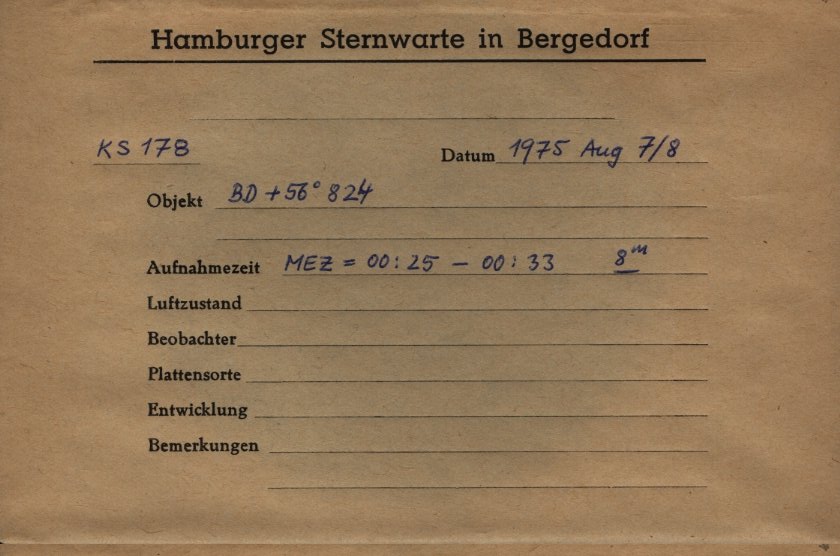 Hamburger Sternwarte in Bergedorf
KS 178 Datum 1975 Aug 7/8
Objekt BD +56° 824
Aufnahmezeit MEZ = 00:25 – 00:33 8ᵐ
Luftzustand
Beobachter
Plattensorte
Entwicklung
Bemerkungen